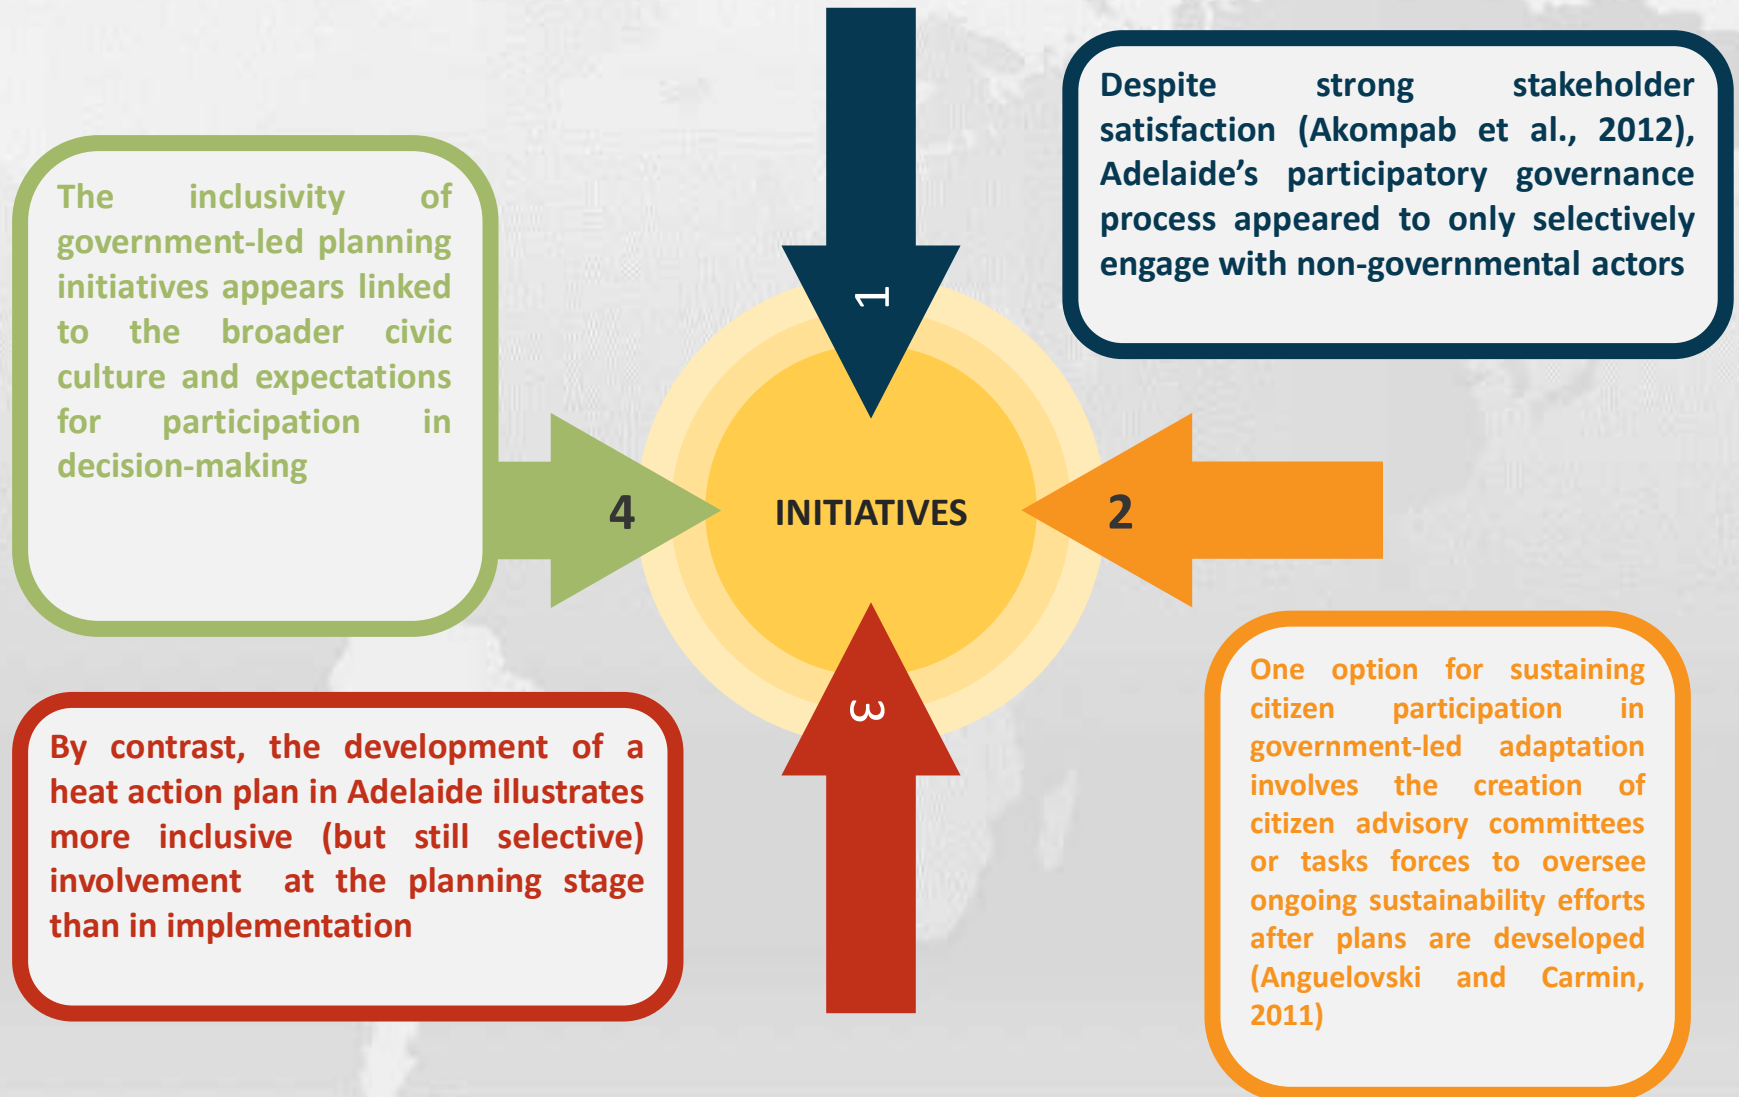 Despite strong stakeholder
satisfaction (Akompab et al., 2012),
Adelaide’s participatory governance
process appeared to only selectively
engage with non-governmental actors
The inclusivity of
government-led planning
initiatives appears linked
to the broader civic
culture and expectations
for participation in
decision-making
1
4
INITIATIVES
2
3
By contrast, the development of a
heat action plan in Adelaide illustrates
more inclusive (but still selective)
involvement at the planning stage
than in implementation
One option for sustaining
citizen participation in
government-led adaptation
involves the creation of
citizen advisory committees
or tasks forces to oversee
ongoing sustainability efforts
after plans are devseloped
(Anguelovski and Carmin,
2011)